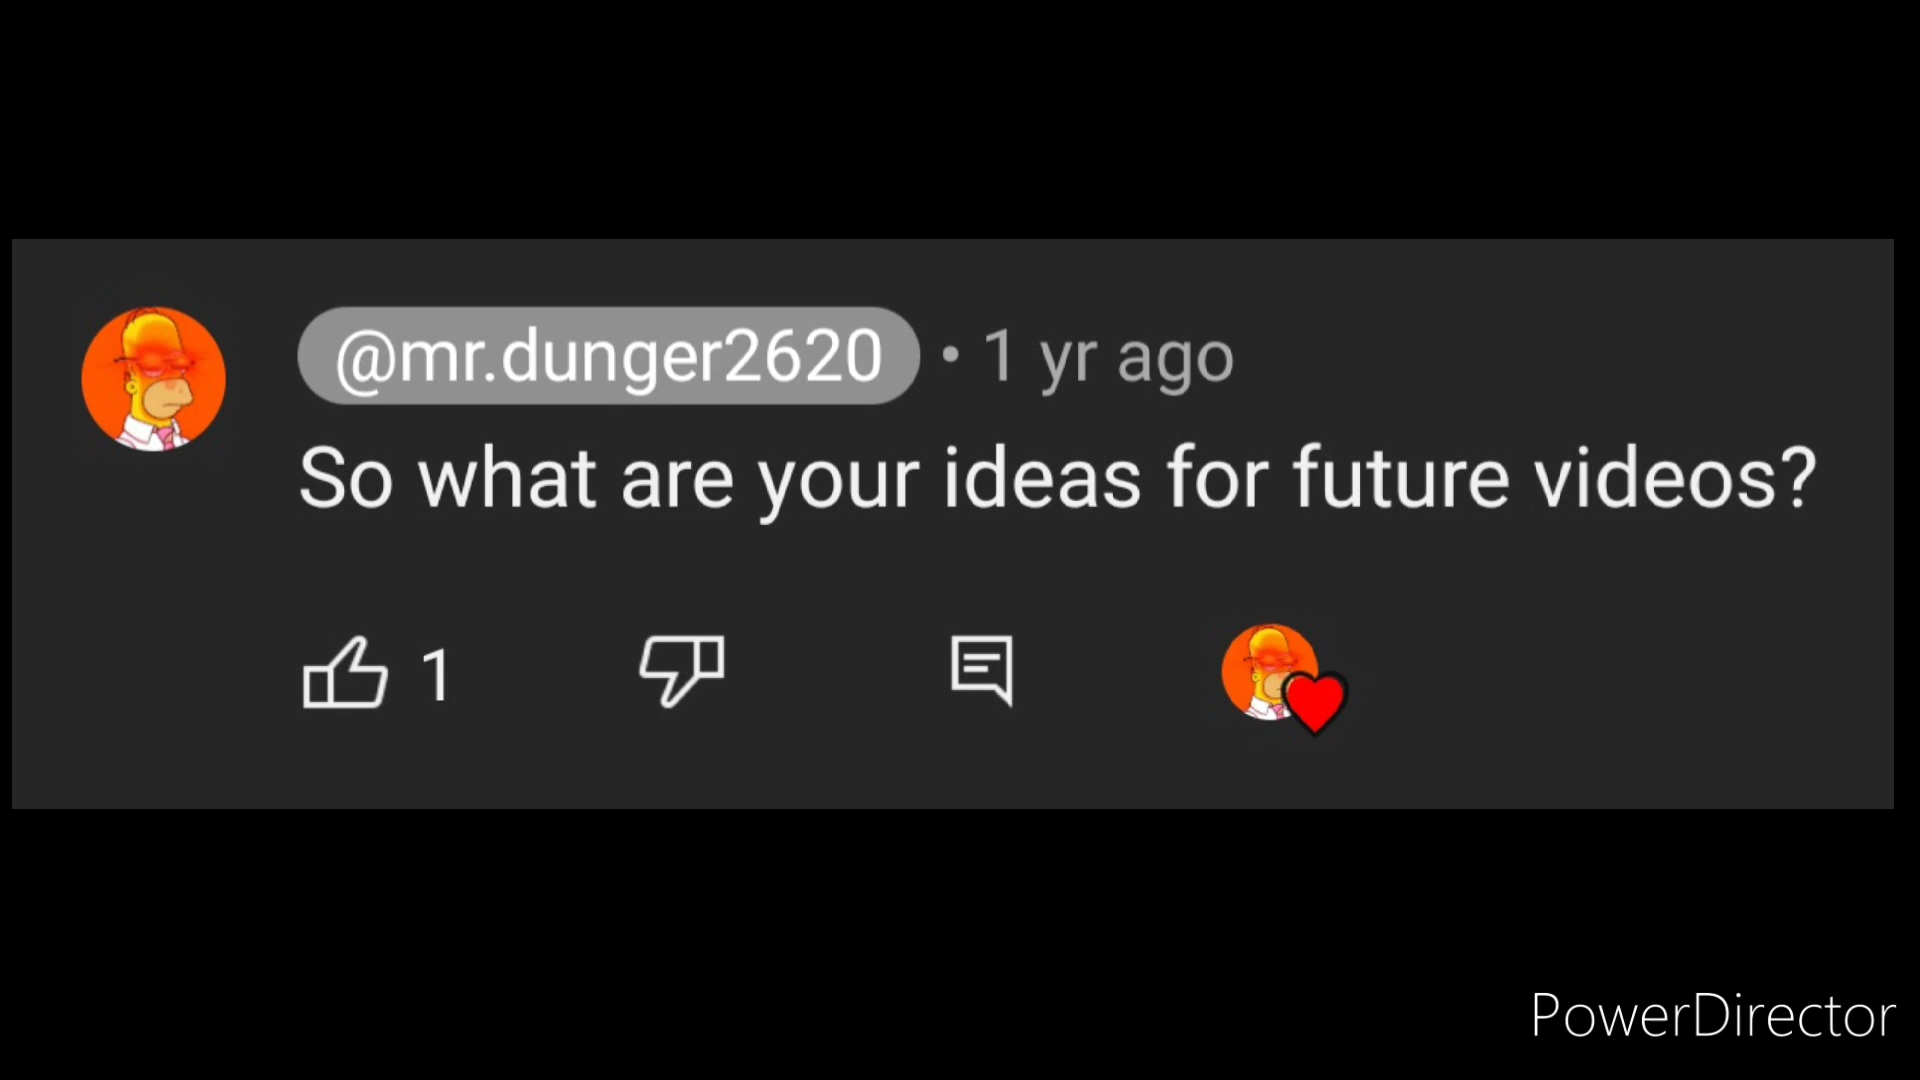 @mr.dunger2620 • 1 yr ago
So what are your ideas for future videos?
1
PowerDirector